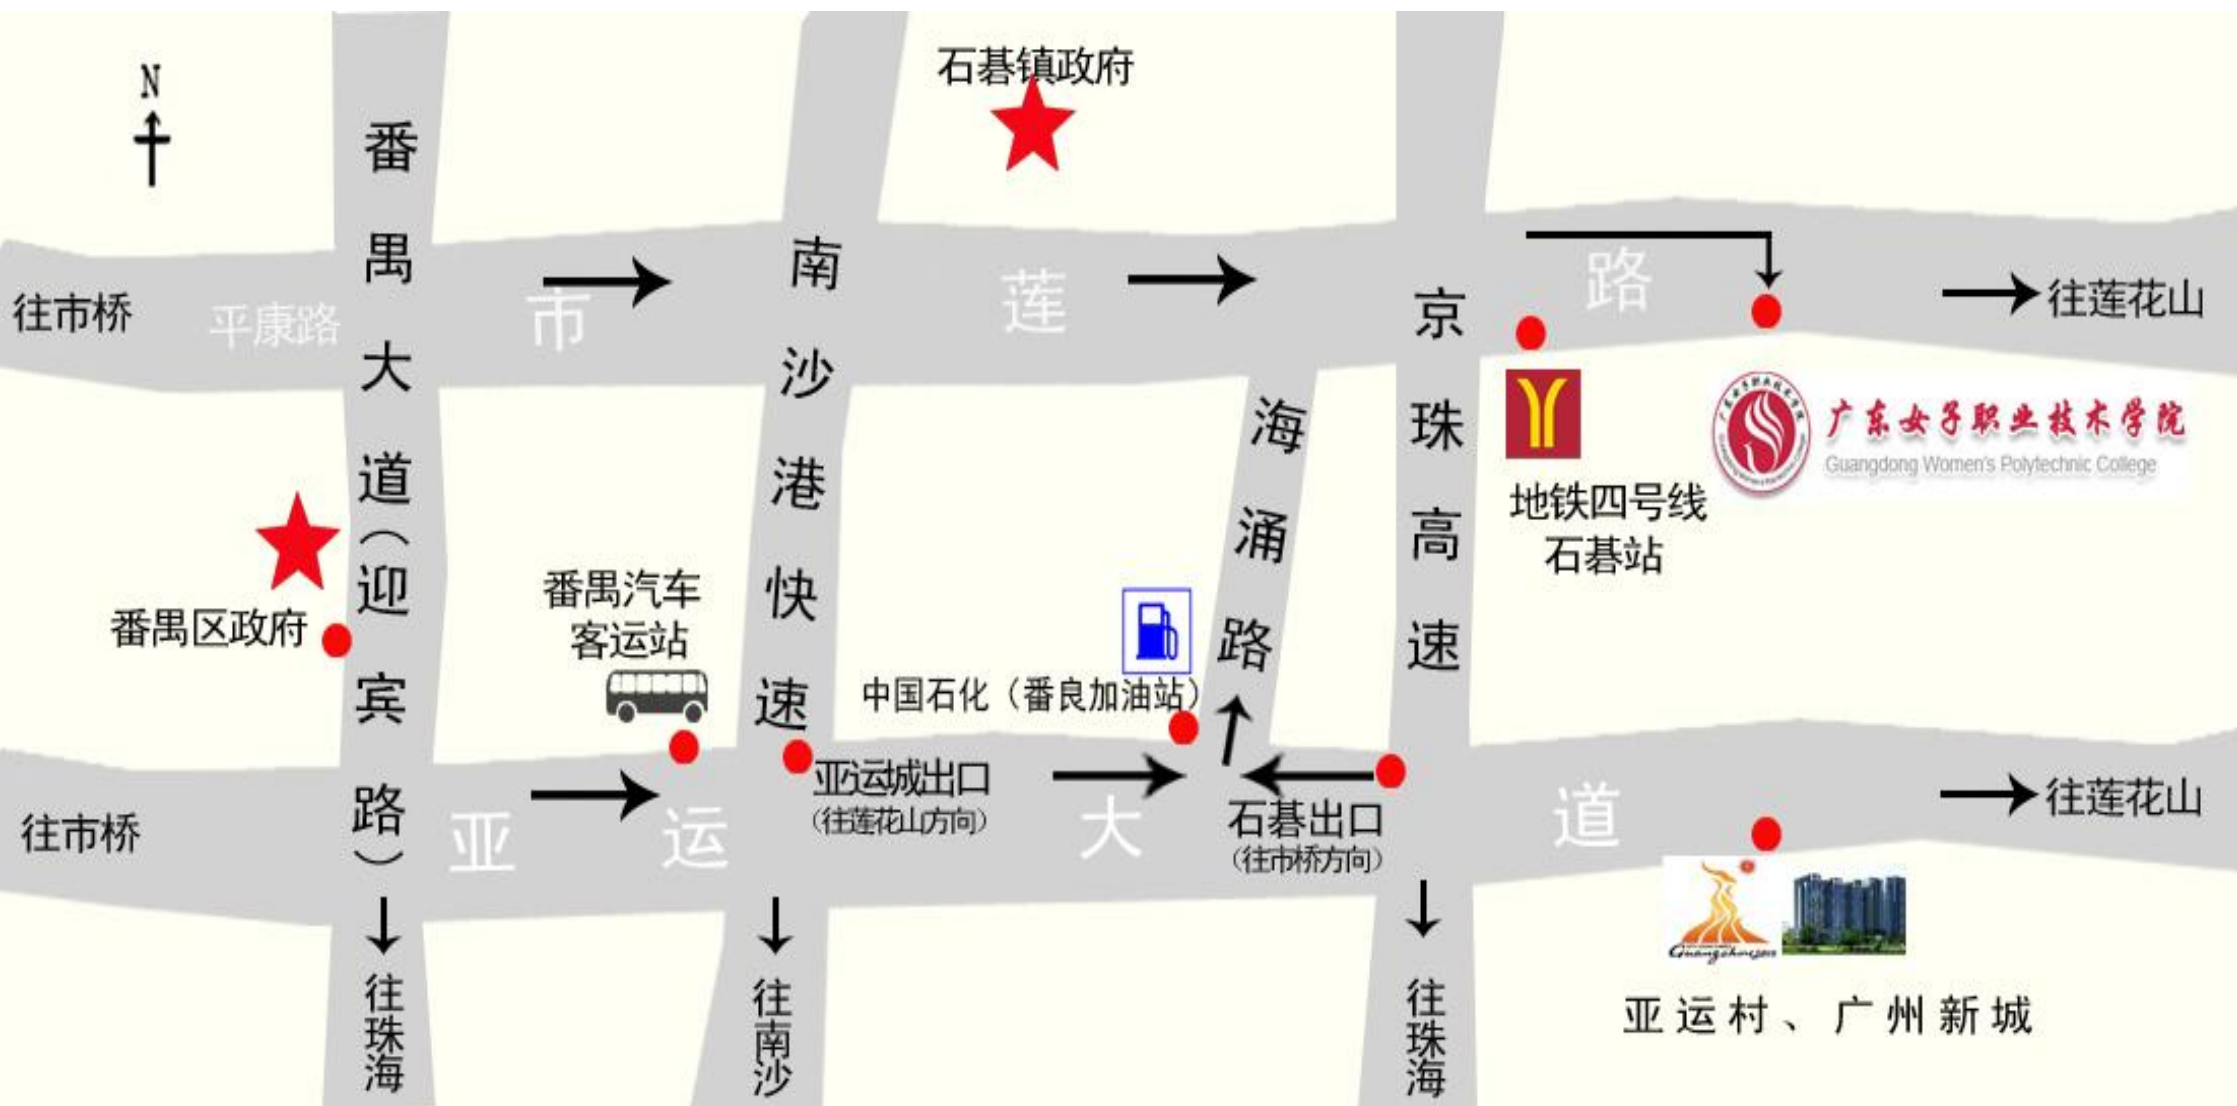 N
石碁镇政府
番禺大道（迎宾路）
南沙港快速
京珠高速
海涌路
往市桥
平康路
市莲路
往莲花山
广东女子职业技术学院
Guangdong Women's Polytechnic College
地铁四号线
石碁站
番禺区政府
番禺汽车
客运站
中国石化（番良加油站）
亚运城出口
（往莲花山方向）
石碁出口
（往市桥方向）
往市桥
亚运大道
往莲花山
往珠海
往南沙
往珠海
亚运村、广州新城